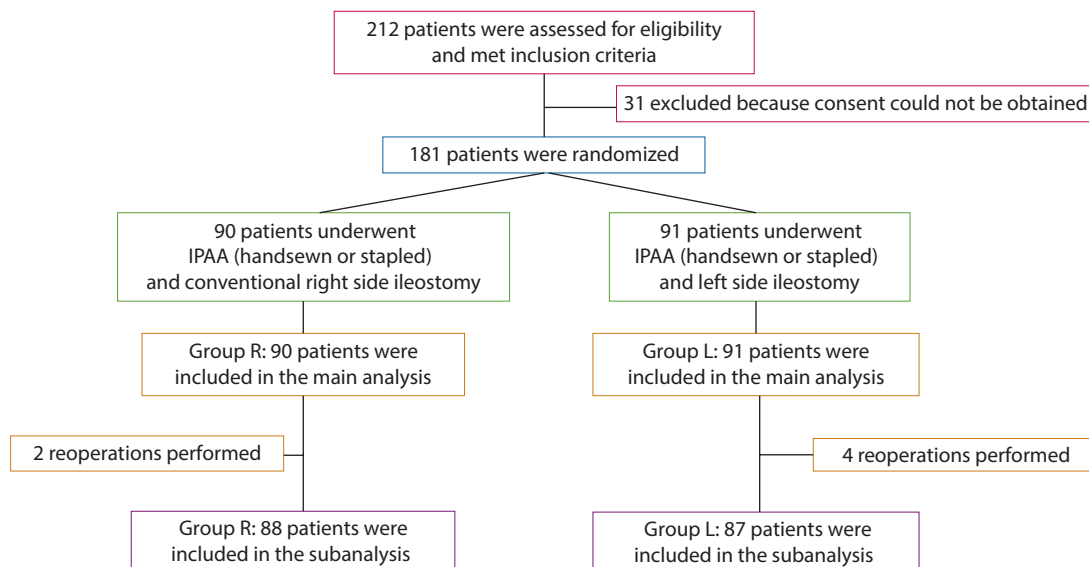 212 patients were assessed for eligibility
and met inclusion criteria
31 excluded because consent could not be obtained
181 patients were randomized
90 patients underwent
IPAA (handsewn or stapled)
and conventional right side ileostomy
91 patients underwent
IPAA (handsewn or stapled)
and left side ileostomy
Group R: 90 patients were
included in the main analysis
Group L: 91 patients were
included in the main analysis
2 reoperations performed
4 reoperations performed
Group R: 88 patients were
included in the subanalysis
Group L: 87 patients were
included in the subanalysis